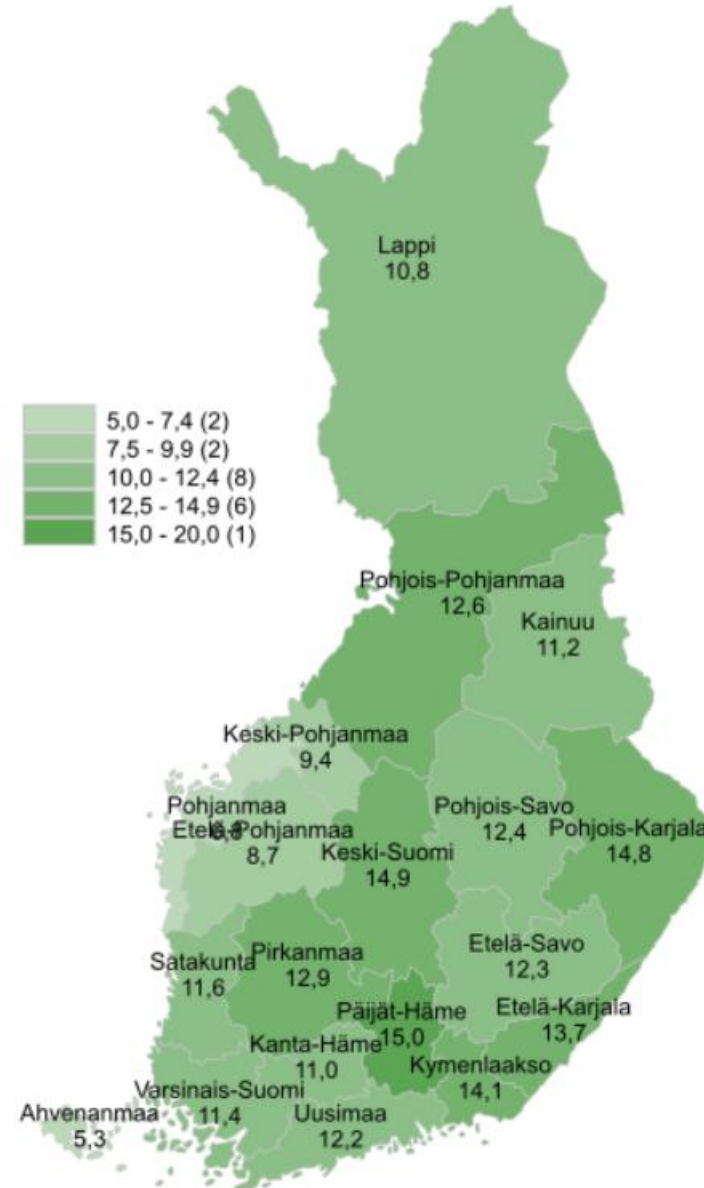 Lappi
10,8
5,0 - 7,4 (2)
7,5 - 9,9 (2)
10,0 - 12,4 (8)
12,5 - 14,9 (6)
15,0 - 20,0 (1)
Pohjois-Pohjanmaa
12,6
Kainuu
11,2
Keski-Pohjanmaa
9,4
Pohjanmaa
Etelä-Pohjanmaa
8,7
Keski-Suomi
14,9
Pohjois-Savo
12,4
Pohjois-Karjala
14,8
Satakunta
11,6
Pirkanmaa
12,9
Etelä-Savo
12,3
Päijät-Häme
15,0
Etelä-Karjala
13,7
Kanta-Häme
11,0
Kymenlaakso
14,1
Varsinais-Suomi
11,4
Ahvenanmaa
5,3
Uusimaa
12,2